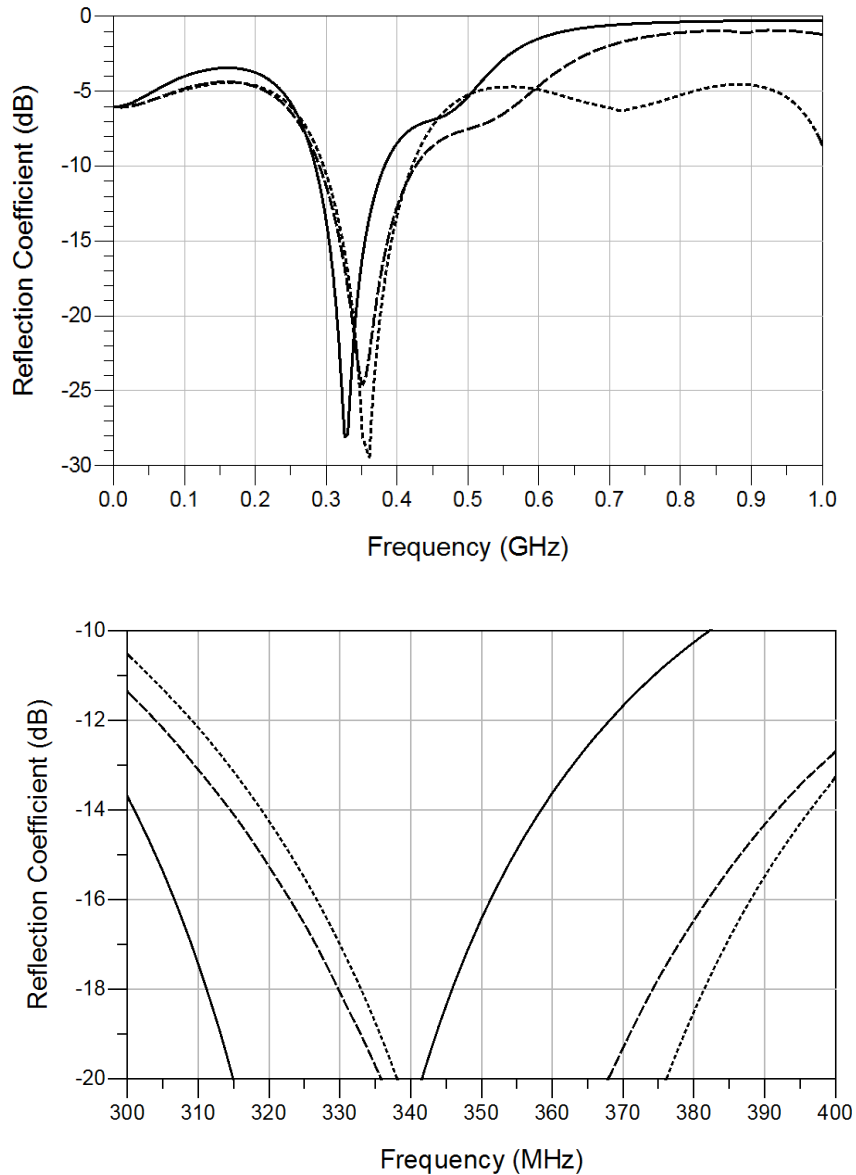 Reflection Coefficient (dB)
0
-5
-10
-15
-20
-25
-30
0.0 0.1 0.2 0.3 0.4 0.5 0.6 0.7 0.8 0.9 1.0
Frequency (GHz)
Reflection Coefficient (dB)
-10
-12
-14
-16
-18
-20
300 310 320 330 340 350 360 370 380 390 400
Frequency (MHz)